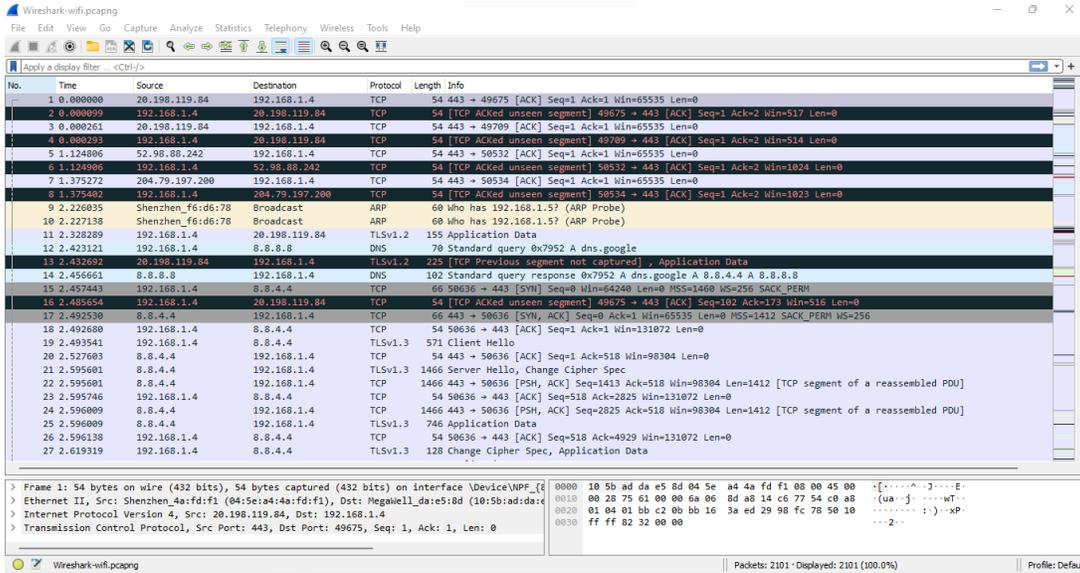 Wireshark-wifi.pcapng
File Edit View Go Capture Analyze Statistics Telephony Wireless Tools Help
Apply a display filter ... <Ctrl-/>
No. Time Source Destination Protocol Length Info
1 0.000000 20.198.119.84 192.168.1.4 TCP 54 443 → 49675 [ACK] Seq=1 Ack=1 Win=65535 Len=0
2 0.000099 192.168.1.4 20.198.119.84 TCP 54 [TCP ACKed unseen segment] 49675 → 443 [ACK] Seq=1 Ack=2 Win=517 Len=0
3 0.000261 20.198.119.84 192.168.1.4 TCP 54 443 → 49709 [ACK] Seq=1 Ack=1 Win=65535 Len=0
4 0.000293 192.168.1.4 20.198.119.84 TCP 54 [TCP ACKed unseen segment] 49709 → 443 [ACK] Seq=1 Ack=2 Win=514 Len=0
5 1.124806 52.98.88.242 192.168.1.4 TCP 54 443 → 50532 [ACK] Seq=1 Ack=1 Win=65535 Len=0
6 1.124906 192.168.1.4 52.98.88.242 TCP 54 [TCP ACKed unseen segment] 50532 → 443 [ACK] Seq=1 Ack=2 Win=1024 Len=0
7 1.375272 204.79.197.200 192.168.1.4 TCP 54 443 → 50534 [ACK] Seq=1 Ack=1 Win=65535 Len=0
8 1.375402 192.168.1.4 204.79.197.200 TCP 54 [TCP ACKed unseen segment] 50534 → 443 [ACK] Seq=1 Ack=2 Win=1023 Len=0
9 2.226035 Shenzhen_f6:d6:78 Broadcast ARP 60 Who has 192.168.1.5? (ARP Probe)
10 2.227138 Shenzhen_f6:d6:78 Broadcast ARP 60 Who has 192.168.1.5? (ARP Probe)
11 2.328289 192.168.1.4 20.198.119.84 TLSv1.2 155 Application Data
12 2.423121 192.168.1.4 8.8.8.8 DNS 70 Standard query 0x7952 A dns.google
13 2.432692 20.198.119.84 192.168.1.4 TLSv1.2 225 [TCP Previous segment not captured] , Application Data
14 2.456661 8.8.8.8 192.168.1.4 DNS 102 Standard query response 0x7952 A dns.google A 8.8.4.4 A 8.8.8.8
15 2.457443 192.168.1.4 8.8.4.4 TCP 66 50636 → 443 [SYN] Seq=0 Win=64240 Len=0 MSS=1460 WS=256 SACK_PERM
16 2.485654 192.168.1.4 20.198.119.84 TCP 54 [TCP ACKed unseen segment] 49675 → 443 [ACK] Seq=102 Ack=173 Win=516 Len=0
17 2.492530 8.8.4.4 192.168.1.4 TCP 66 443 → 50636 [SYN, ACK] Seq=0 Ack=1 Win=65535 Len=0 MSS=1412 SACK_PERM WS=256
18 2.492680 192.168.1.4 8.8.4.4 TCP 54 50636 → 443 [ACK] Seq=1 Ack=1 Win=131072 Len=0
19 2.493541 192.168.1.4 8.8.4.4 TLSv1.3 571 Client Hello
20 2.527603 8.8.4.4 192.168.1.4 TCP 54 443 → 50636 [ACK] Seq=1 Ack=518 Win=98304 Len=0
21 2.595601 8.8.4.4 192.168.1.4 TLSv1.3 1466 Server Hello, Change Cipher Spec
22 2.595601 8.8.4.4 192.168.1.4 TCP 1466 443 → 50636 [PSH, ACK] Seq=1413 Ack=518 Win=98304 Len=1412 [TCP segment of a reassembled PDU]
23 2.595746 192.168.1.4 8.8.4.4 TCP 54 50636 → 443 [ACK] Seq=518 Ack=2825 Win=131072 Len=0
24 2.596009 8.8.4.4 192.168.1.4 TCP 1466 443 → 50636 [PSH, ACK] Seq=2825 Ack=518 Win=98304 Len=1412 [TCP segment of a reassembled PDU]
25 2.596009 8.8.4.4 192.168.1.4 TLSv1.3 746 Application Data
26 2.596138 192.168.1.4 8.8.4.4 TCP 54 50636 → 443 [ACK] Seq=518 Ack=4929 Win=131072 Len=0
27 2.619319 192.168.1.4 8.8.4.4 TLSv1.3 128 Change Cipher Spec, Application Data
Frame 1: 54 bytes on wire (432 bits), 54 bytes captured (432 bits) on interface \Device\NPF_{
Ethernet II, Src: Shenzhen_4a:fd:f1 (04:5e:a4:4a:fd:f1), Dst: MegaWell_da:e5:8d (10:5b:ad:da:e
Internet Protocol Version 4, Src: 20.198.119.84, Dst: 192.168.1.4
Transmission Control Protocol, Src Port: 443, Dst Port: 49675, Seq: 1, Ack: 1, Len: 0
0000 10 5b ad da e5 8d 04 5e a4 4a fd f1 08 00 45 00 ·[·····^ ·J····E·
0010 00 28 75 61 00 00 6a 06 8d a8 14 c6 77 54 c0 a8 ·(ua··j· ····wT··
0020 01 04 01 bb c2 0b bb 16 3a ed 29 98 fc 78 50 10 ········ :·)··xP·
0030 ff ff 82 32 00 00 ···2··
Wireshark-wifi.pcapng Packets: 2101 · Displayed: 2101 (100.0%) Profile: Defau